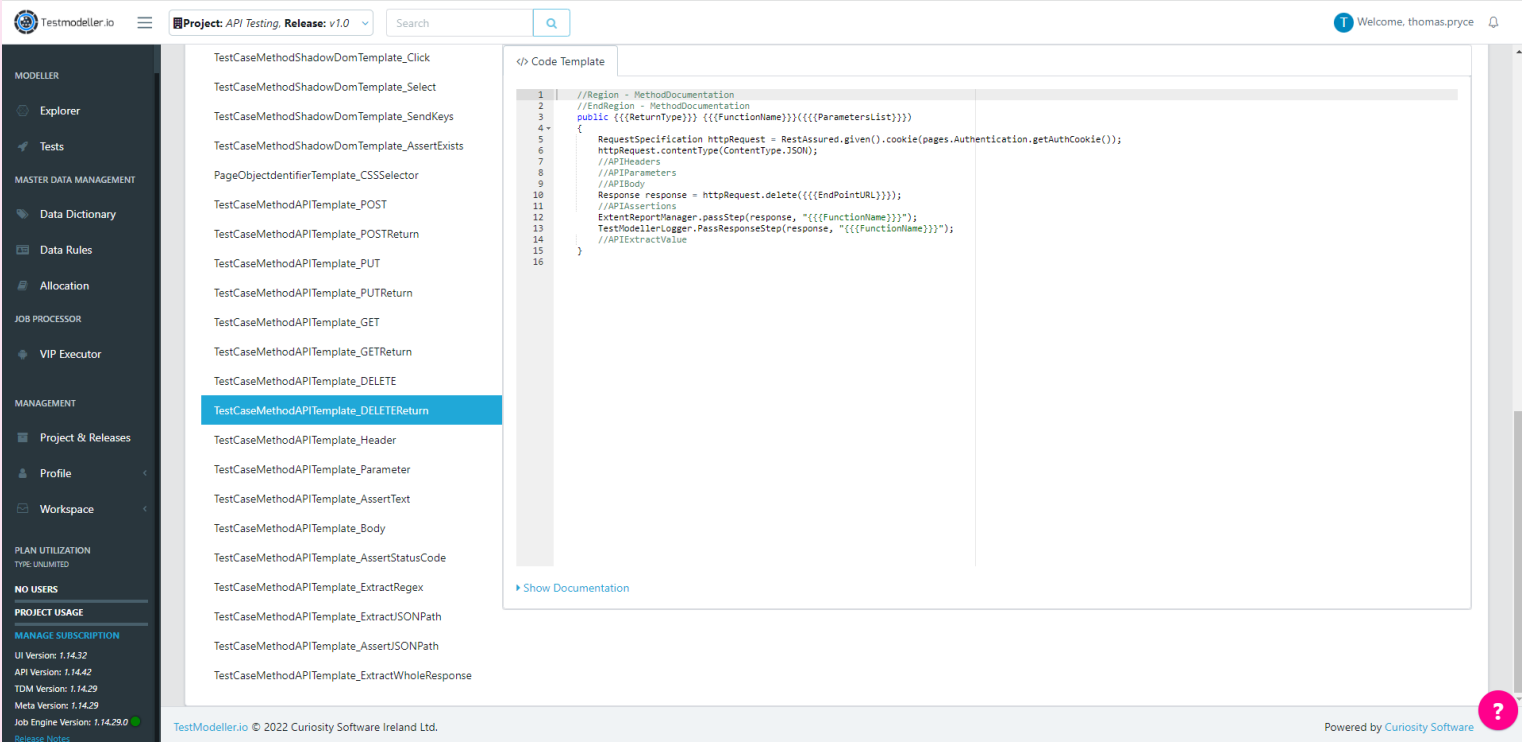 Testmodeller.io
Project: API Testing, Release: v1.0
Search
T Welcome, thomas.pryce
MODELLER
Explorer
Tests
MASTER DATA MANAGEMENT
Data Dictionary
Data Rules
Allocation
JOB PROCESSOR
VIP Executor
MANAGEMENT
Project & Releases
Profile
Workspace
PLAN UTILIZATION
TYPE: UNLIMITED
NO USERS
PROJECT USAGE
MANAGE SUBSCRIPTION
UI Version: 1.14.32
API Version: 1.14.42
TDM Version: 1.14.29
Meta Version: 1.14.29
Job Engine Version: 1.14.29.0
Release Notes
TestCaseMethodShadowDomTemplate_Click
TestCaseMethodShadowDomTemplate_Select
TestCaseMethodShadowDomTemplate_SendKeys
TestCaseMethodShadowDomTemplate_AssertExists
PageObjectdentifierTemplate_CSSSelector
TestCaseMethodAPITemplate_POST
TestCaseMethodAPITemplate_POSTReturn
TestCaseMethodAPITemplate_PUT
TestCaseMethodAPITemplate_PUTReturn
TestCaseMethodAPITemplate_GET
TestCaseMethodAPITemplate_GETReturn
TestCaseMethodAPITemplate_DELETE
TestCaseMethodAPITemplate_DELETEReturn
TestCaseMethodAPITemplate_Header
TestCaseMethodAPITemplate_Parameter
TestCaseMethodAPITemplate_AssertText
TestCaseMethodAPITemplate_Body
TestCaseMethodAPITemplate_AssertStatusCode
TestCaseMethodAPITemplate_ExtractRegex
TestCaseMethodAPITemplate_ExtractJSONPath
TestCaseMethodAPITemplate_AssertJSONPath
TestCaseMethodAPITemplate_ExtractWholeResponse
</> Code Template
1 //Region - MethodDocumentation
2 //EndRegion - MethodDocumentation
3 public {{{ReturnType}}} {{{FunctionName}}}({{{ParametersList}}})
4 {
5 RequestSpecification httpRequest = RestAssured.given().cookie(pages.Authentication.getAuthCookie());
6 httpRequest.contentType(ContentType.JSON);
7 //APIHeaders
8 //APIParameters
9 //APIBody
10 Response response = httpRequest.delete({{{EndPointURL}}});
11 //APIAssertions
12 ExtentReportManager.passStep(response, "{{{FunctionName}}}");
13 TestModellerLogger.PassResponseStep(response, "{{{FunctionName}}}");
14 //APIExtractValue
15 }
16
Show Documentation
TestModeller.io © 2022 Curiosity Software Ireland Ltd.
Powered by Curiosity Software
?